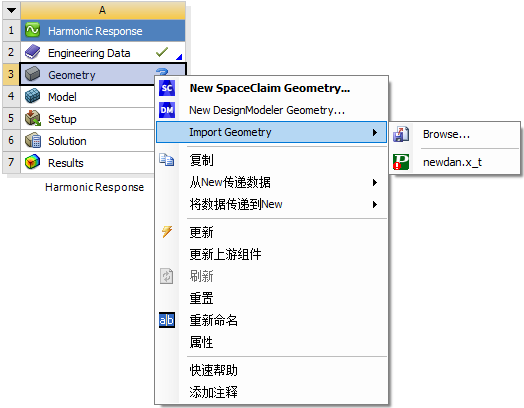 A
1 Harmonic Response
2 Engineering Data
3 Geometry
4 Model
5 Setup
6 Solution
7 Results
Harmonic Response
SC New SpaceClaim Geometry...
DM New DesignModeler Geometry...
Import Geometry
复制
从New传递数据
将数据传递到New
更新
更新上游组件
刷新
重置
a|b 重新命名
属性
快速帮助
添加注释
Browse...
P newdan.x_t